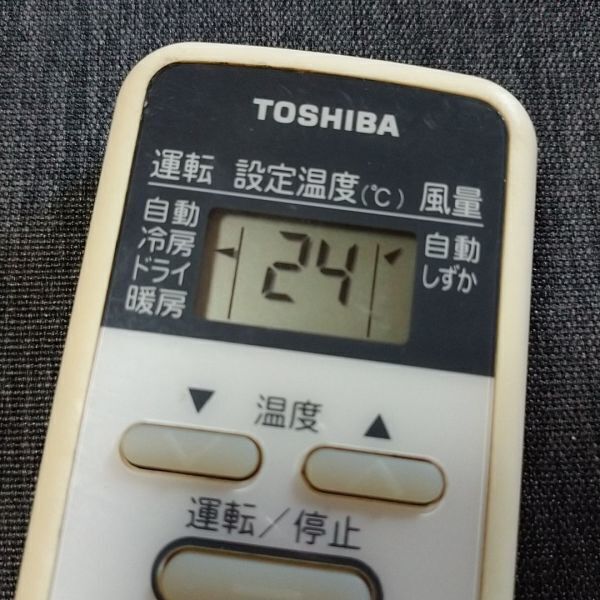 TOSHIBA
運転 設定温度(℃) 風量
自動
冷房
ドライ
暖房
24
自動
しずか
▼ 温度 ▲
運転/停止